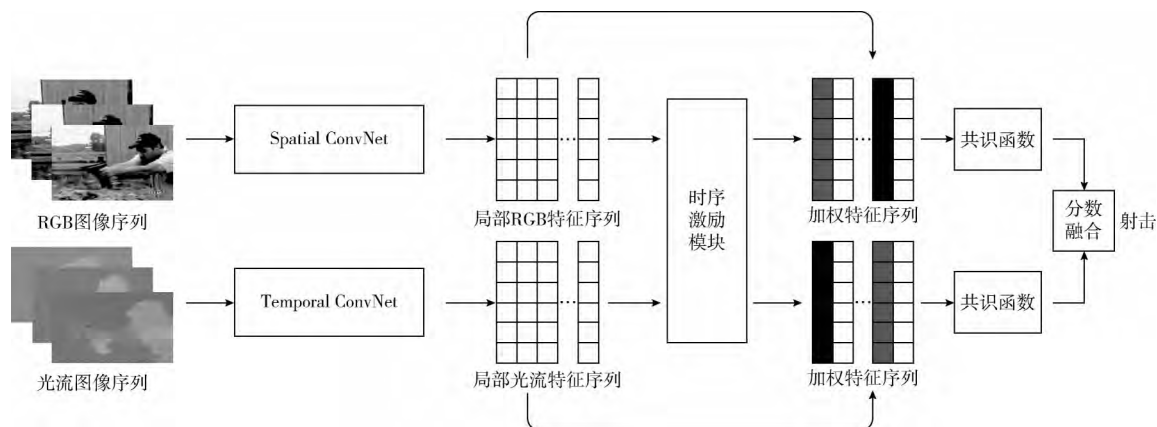 RGB图像序列
Spatial ConvNet
…
局部RGB特征序列
时序
激励
模块
…
加权特征序列
共识函数
分数
融合
射击
光流图像序列
Temporal ConvNet
…
局部光流特征序列
…
加权特征序列
共识函数